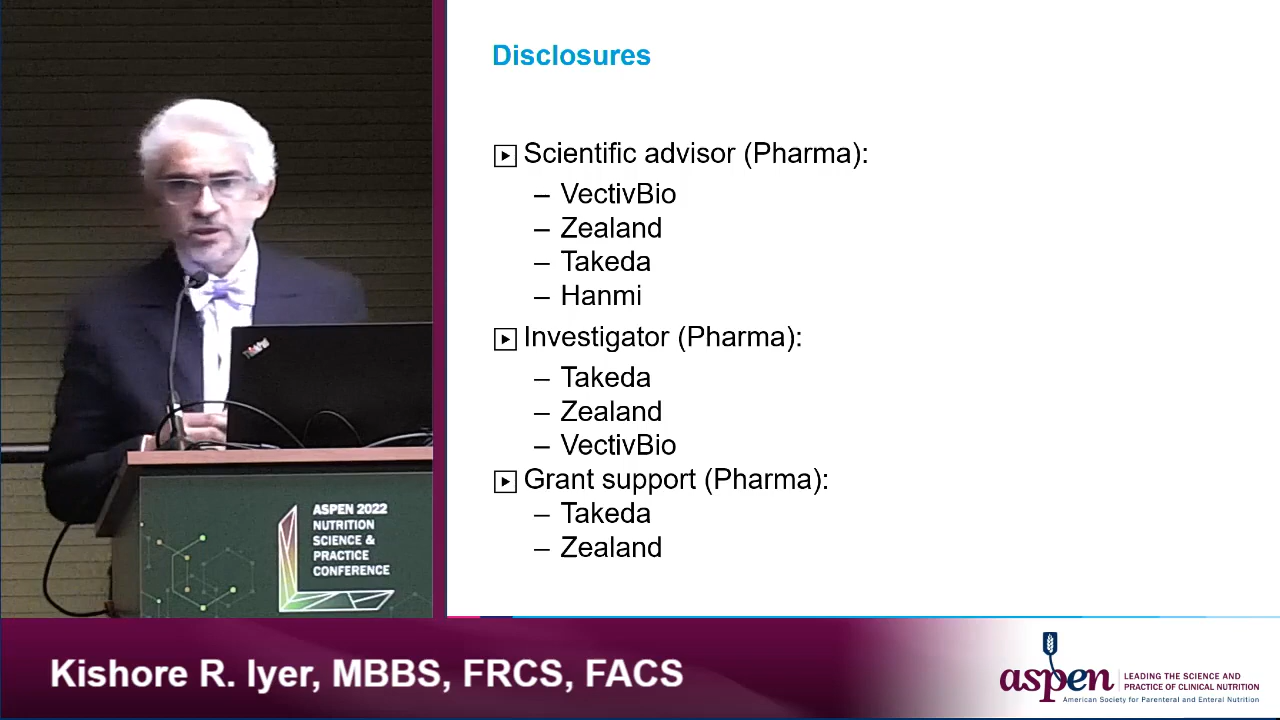 Disclosures
Scientific advisor (Pharma):
– VectivBio
– Zealand
– Takeda
– Hanmi
Investigator (Pharma):
– Takeda
– Zealand
– VectivBio
Grant support (Pharma):
– Takeda
– Zealand
ASPEN 2022
NUTRITION
SCIENCE &
PRACTICE
CONFERENCE
Kishore R. Iyer, MBBS, FRCS, FACS
aspen
LEADING THE SCIENCE AND
PRACTICE OF CLINICAL NUTRITION
American Society for Parenteral and Enteral Nutrition